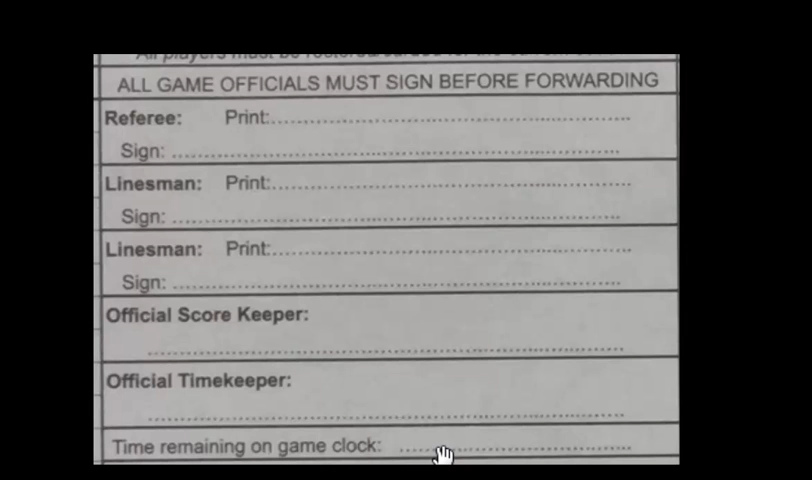 ALL GAME OFFICIALS MUST SIGN BEFORE FORWARDING
Referee: Print:..............................
Sign: ..............................
Linesman: Print:..............................
Sign: ..............................
Linesman: Print:..............................
Sign: ..............................
Official Score Keeper:
..............................
Official Timekeeper:
..............................
Time remaining on game clock: ..............................